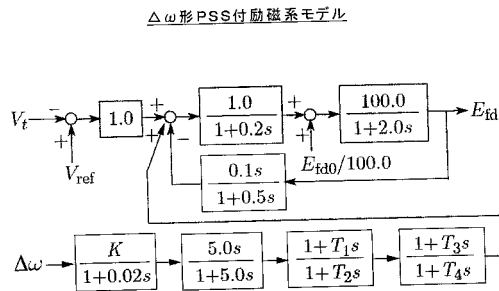 Δω形PSS付励磁系モデル
V_t − + V_ref
1.0
+ + −
1.0 / 1+0.2s
+ +
E_fd0/100.0
100.0 / 1+2.0s
E_fd
0.1s / 1+0.5s
Δω
K / 1+0.02s
5.0s / 1+5.0s
1+T_1s / 1+T_2s
1+T_3s / 1+T_4s